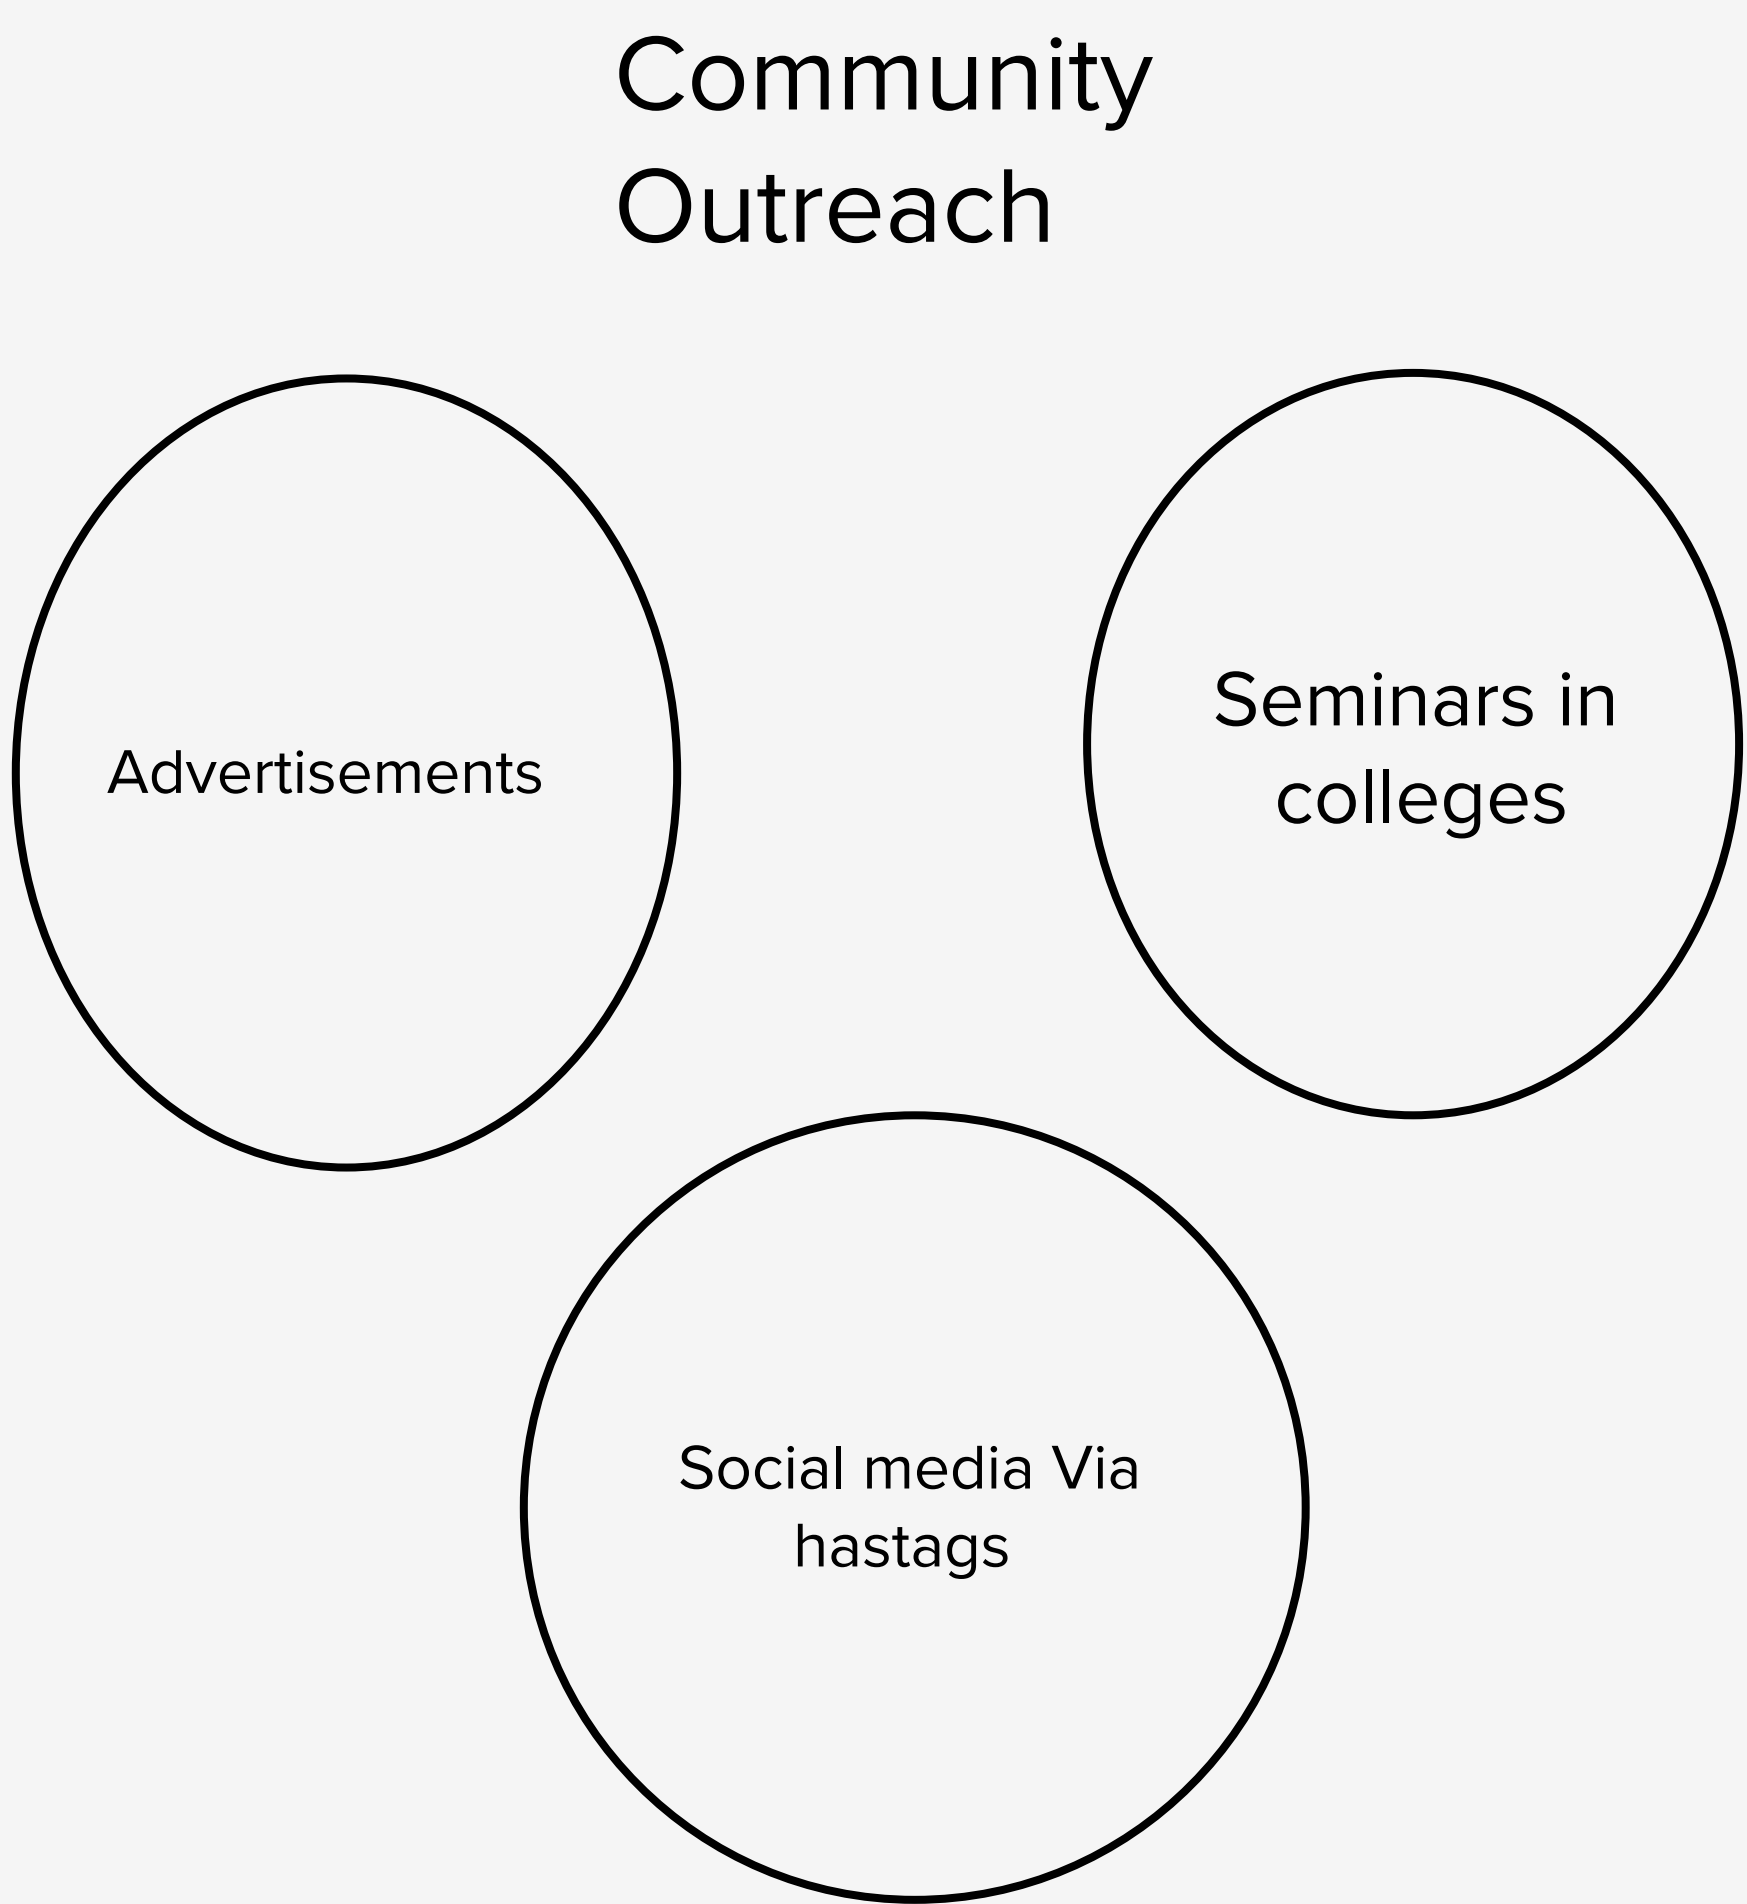 Community
Outreach
Advertisements
Seminars in
colleges
Social media Via
hastags